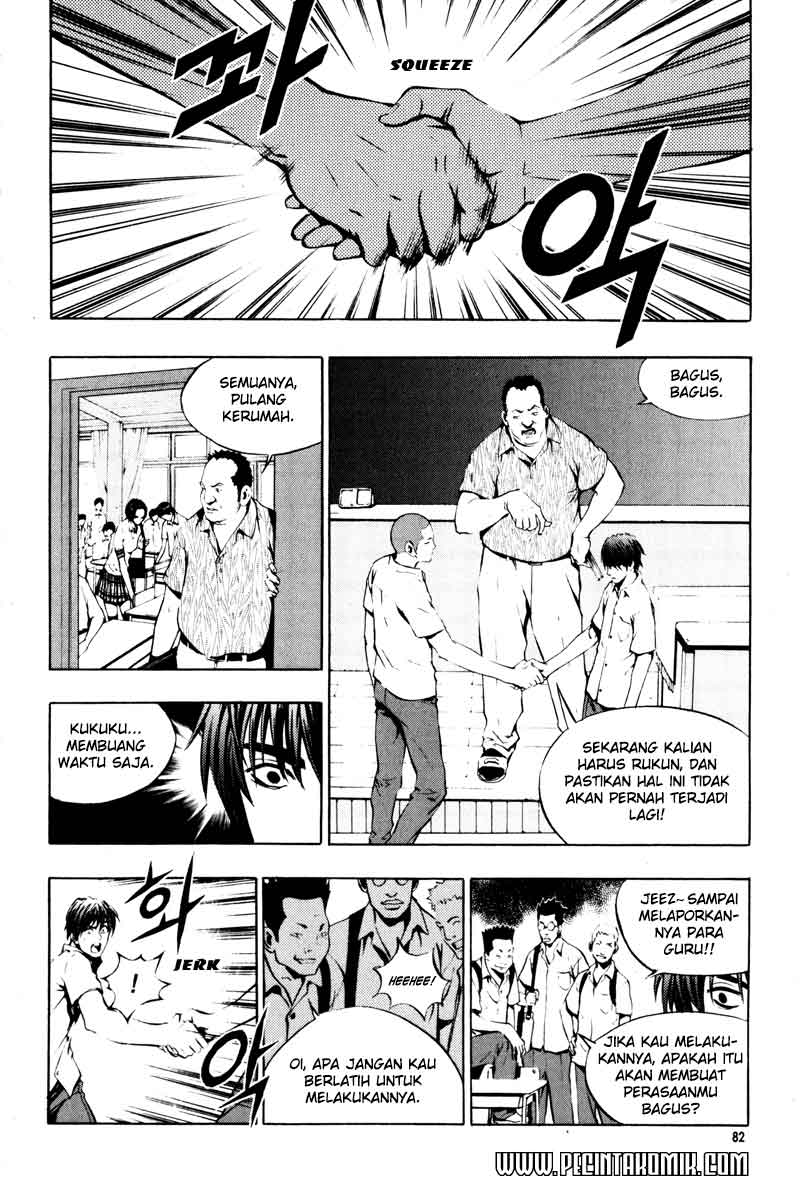 꽈
SQUEEZE
악
SEMUANYA,
PULANG
KERUMAH.
BAGUS,
BAGUS.
SEKARANG KALIAN
HARUS RUKUN, DAN
PASTIKAN HAL INI TIDAK
AKAN PERNAH TERJADI
LAGI!
KUKUKU...
MEMBUANG
WAKTU SAJA.
화
JERK
!
악
HEEHEE!
OI, APA JANGAN KAU
BERLATIH UNTUK
MELAKUKANNYA.
JEEZ~SAMPAI
MELAPORKAN-
NYA PARA
GURU!!
JIKA KAU MELAKU-
KANNYA, APAKAH ITU
AKAN MEMBUAT
PERASAANMU
BAGUS?
82
WWW.PECINTAKOMIK.COM